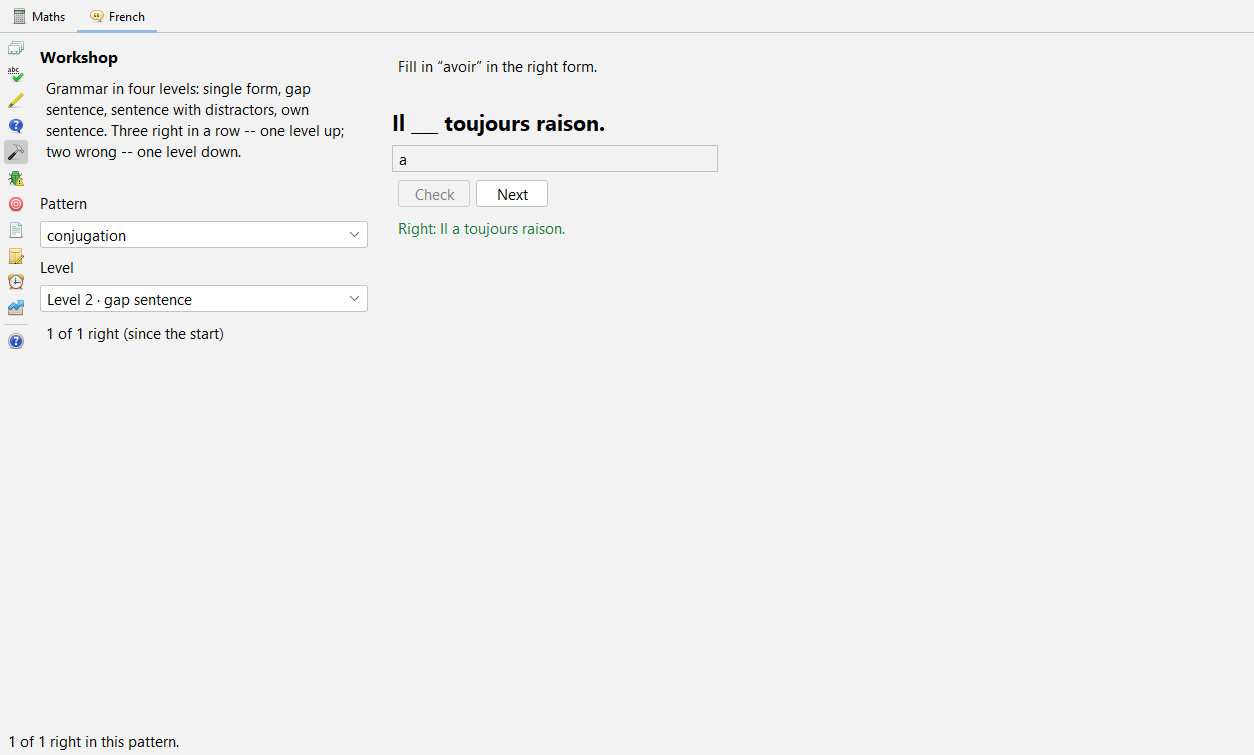 Maths
French
Workshop
Grammar in four levels: single form, gap
sentence, sentence with distractors, own
sentence. Three right in a row -- one level up;
two wrong -- one level down.
Pattern
conjugation
Level
Level 2 · gap sentence
1 of 1 right (since the start)
Fill in “avoir” in the right form.
Il ___ toujours raison.
a
Check
Next
Right: Il a toujours raison.
1 of 1 right in this pattern.